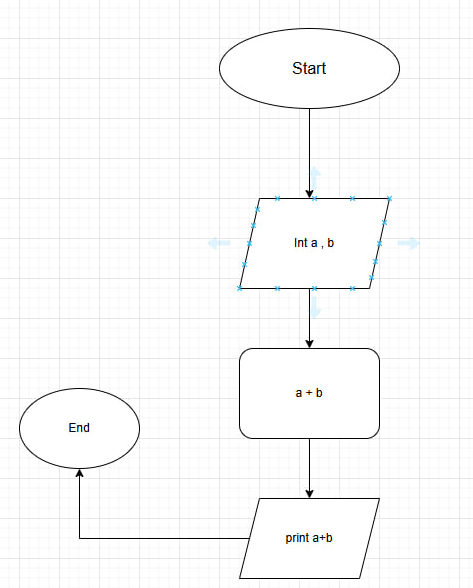 Start
Int a , b
a + b
print a+b
End